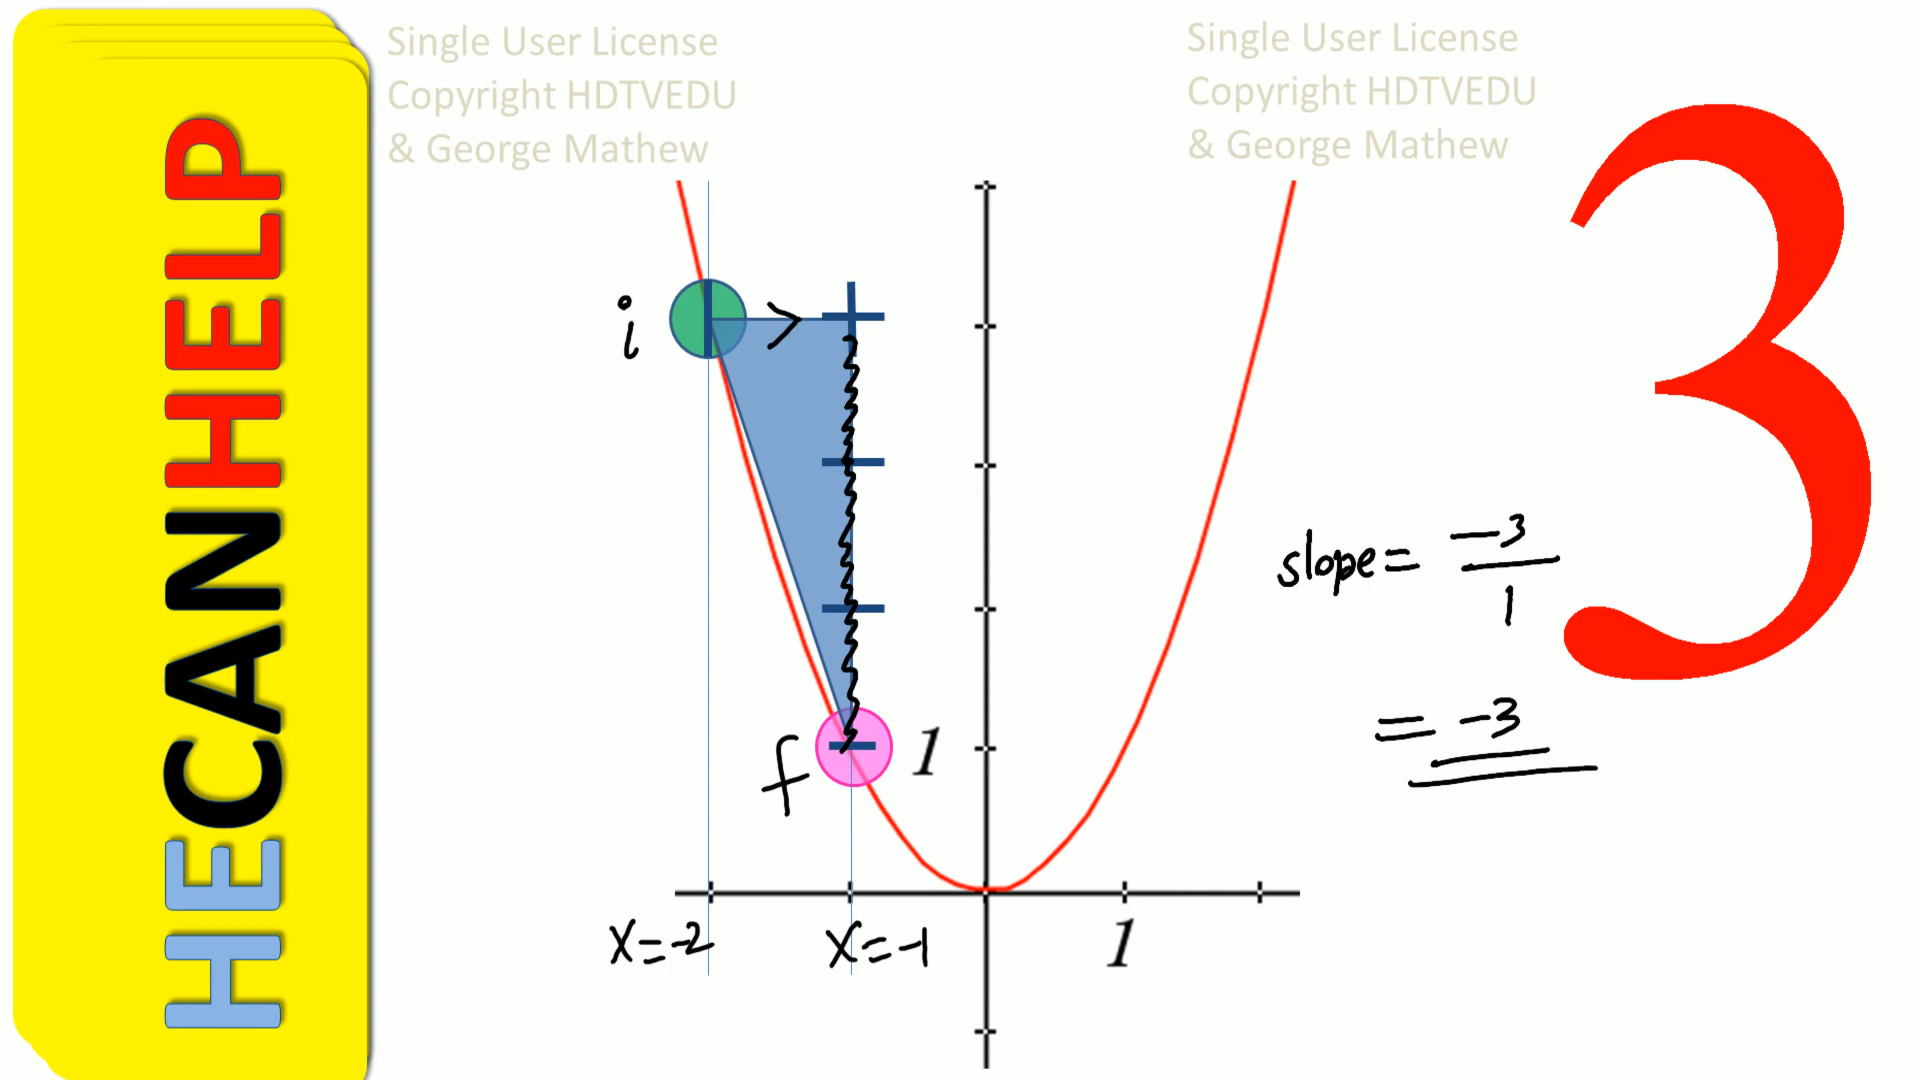 HECANHELP
Single User License
Copyright HDTVEDU
& George Mathew
Single User License
Copyright HDTVEDU
& George Mathew
3
i
f
1
x=-2
x=-1
1
slope= -3
1
= -3